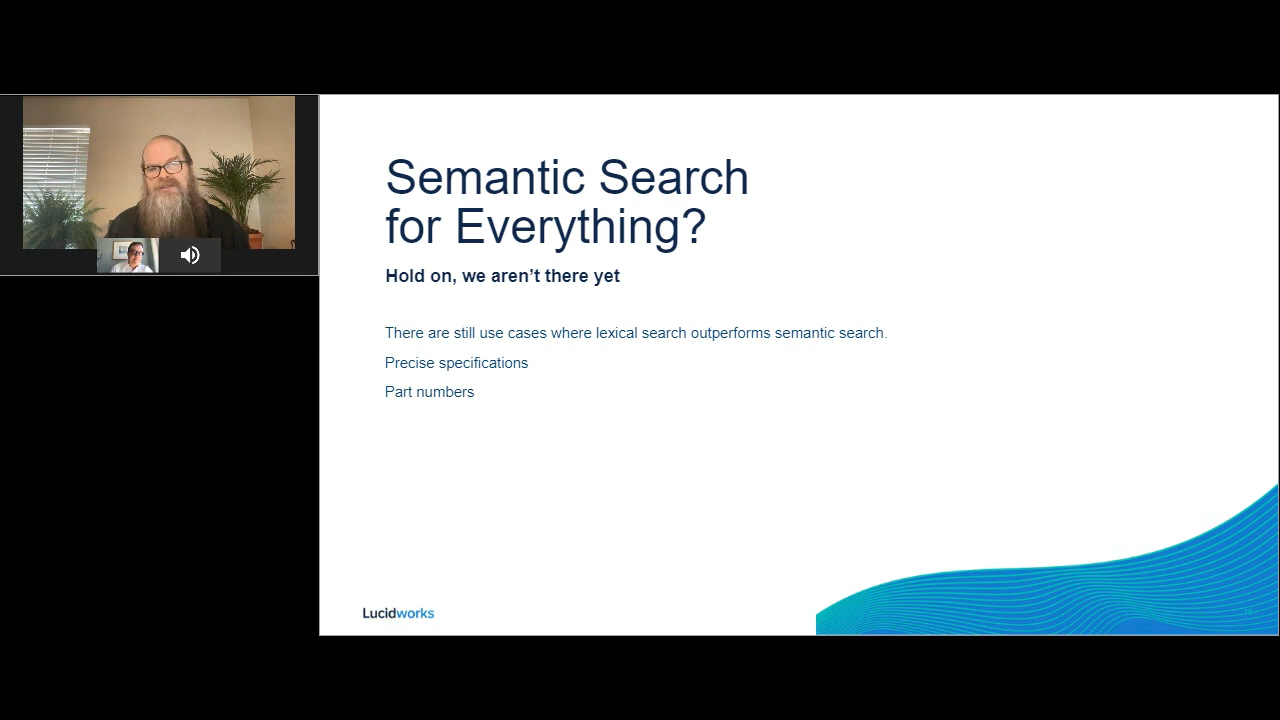 Semantic Search
for Everything?
Hold on, we aren’t there yet
There are still use cases where lexical search outperforms semantic search.
Precise specifications
Part numbers
Lucidworks